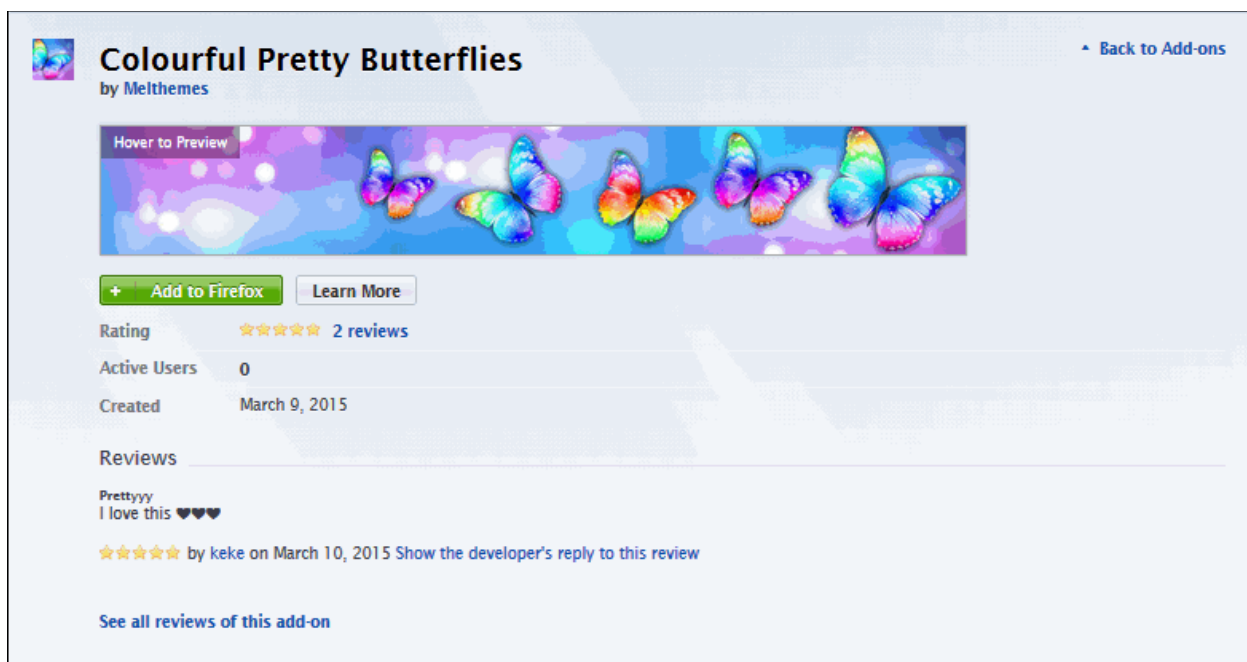 Colourful Pretty Butterflies
▲ Back to Add-ons
by Melthemes
Hover to Preview
+ Add to Firefox
Learn More
Rating 2 reviews
Active Users 0
Created March 9, 2015
Reviews
Prettyyy
I love this ♥♥♥
by keke on March 10, 2015 Show the developer's reply to this review
See all reviews of this add-on